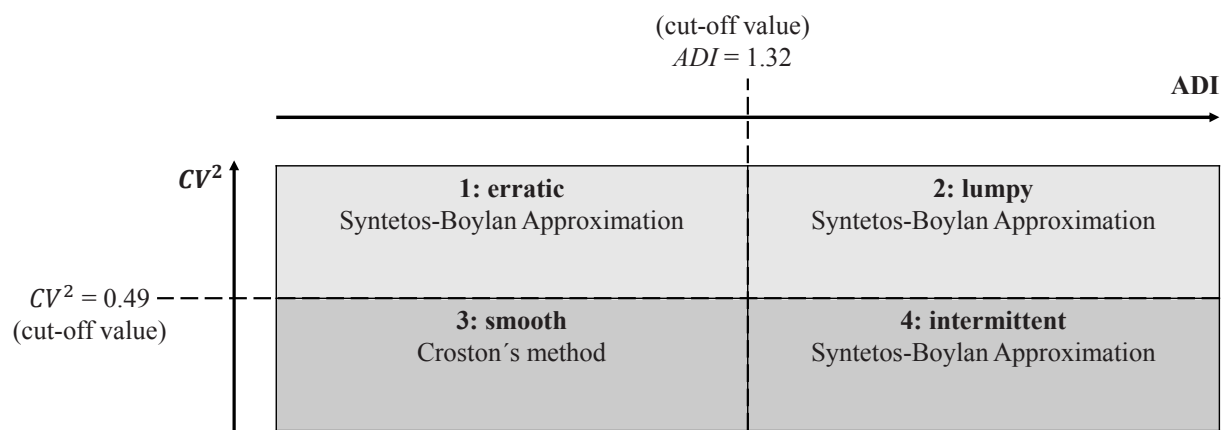 (cut-off value)
ADI = 1.32
ADI
CV²
1: erratic
Syntetos-Boylan Approximation
2: lumpy
Syntetos-Boylan Approximation
CV² = 0.49
(cut-off value)
3: smooth
Croston´s method
4: intermittent
Syntetos-Boylan Approximation